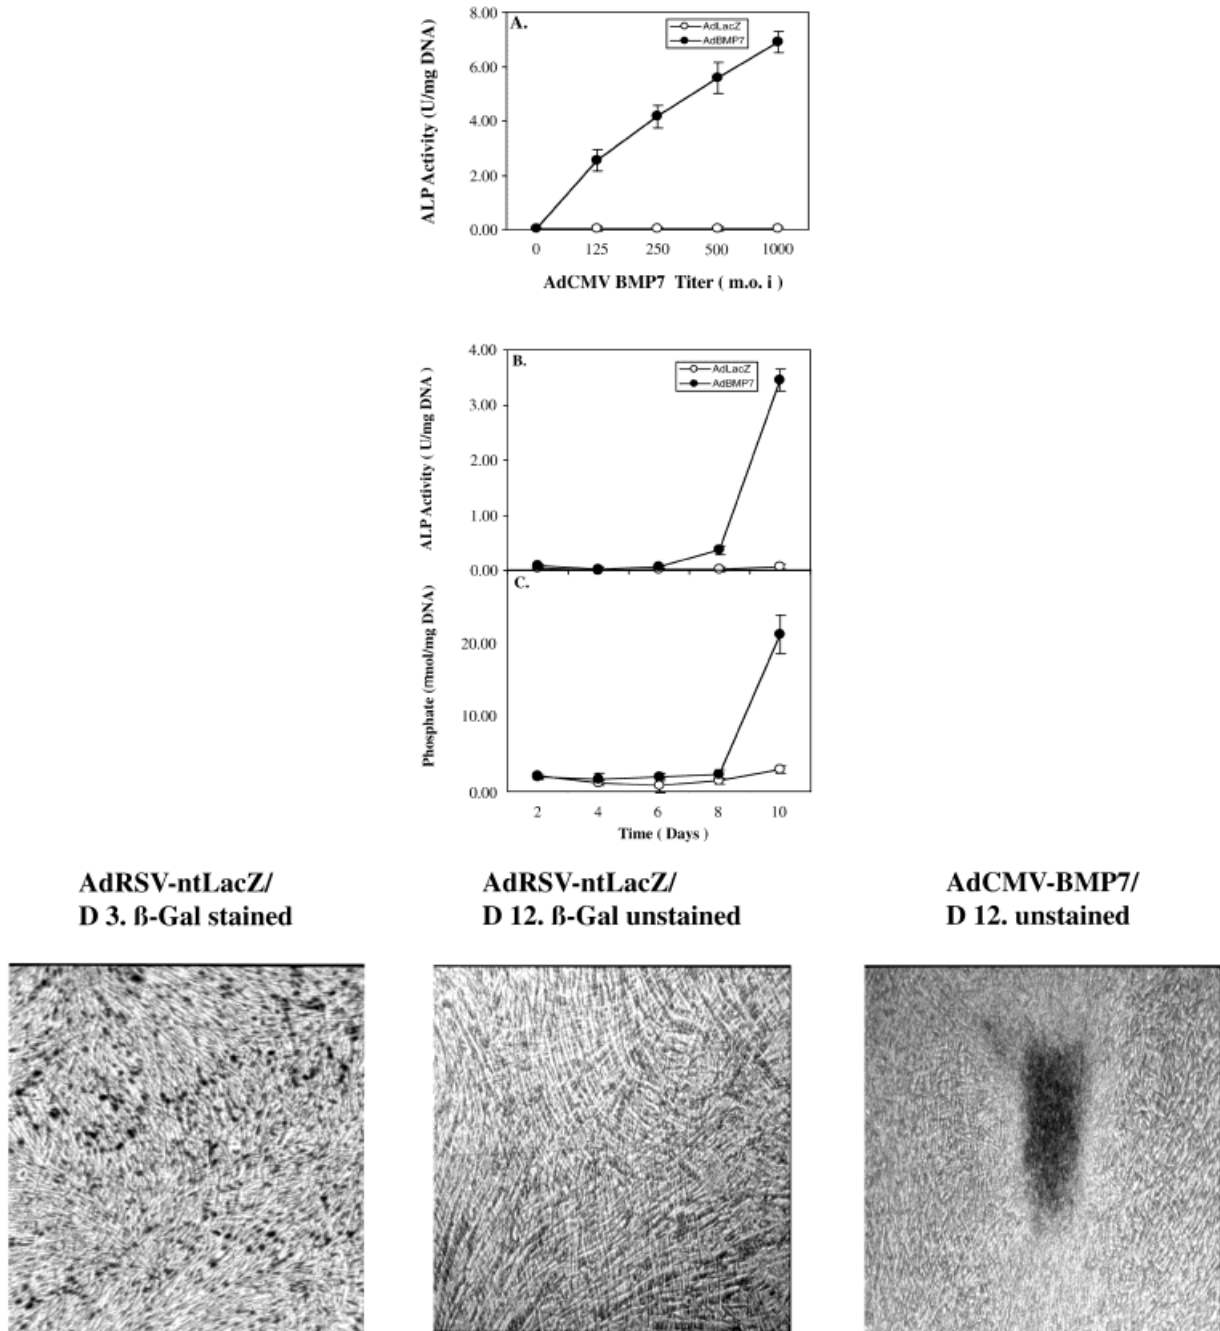 A.
AdLacZ
AdBMP7
ALP Activity (U/mg DNA)
8.00
6.00
4.00
2.00
0.00
0 125 250 500 1000
AdCMV BMP7 Titer ( m.o. i )
B.
AdLacZ
AdBMP7
ALP Activity ( U/mg DNA)
4.00
3.00
2.00
1.00
0.00
C.
Phosphate (mmol/mg DNA)
20.00
10.00
0.00
2 4 6 8 10
Time ( Days )
AdRSV-ntLacZ/
D 3. ß-Gal stained
AdRSV-ntLacZ/
D 12. ß-Gal unstained
AdCMV-BMP7/
D 12. unstained